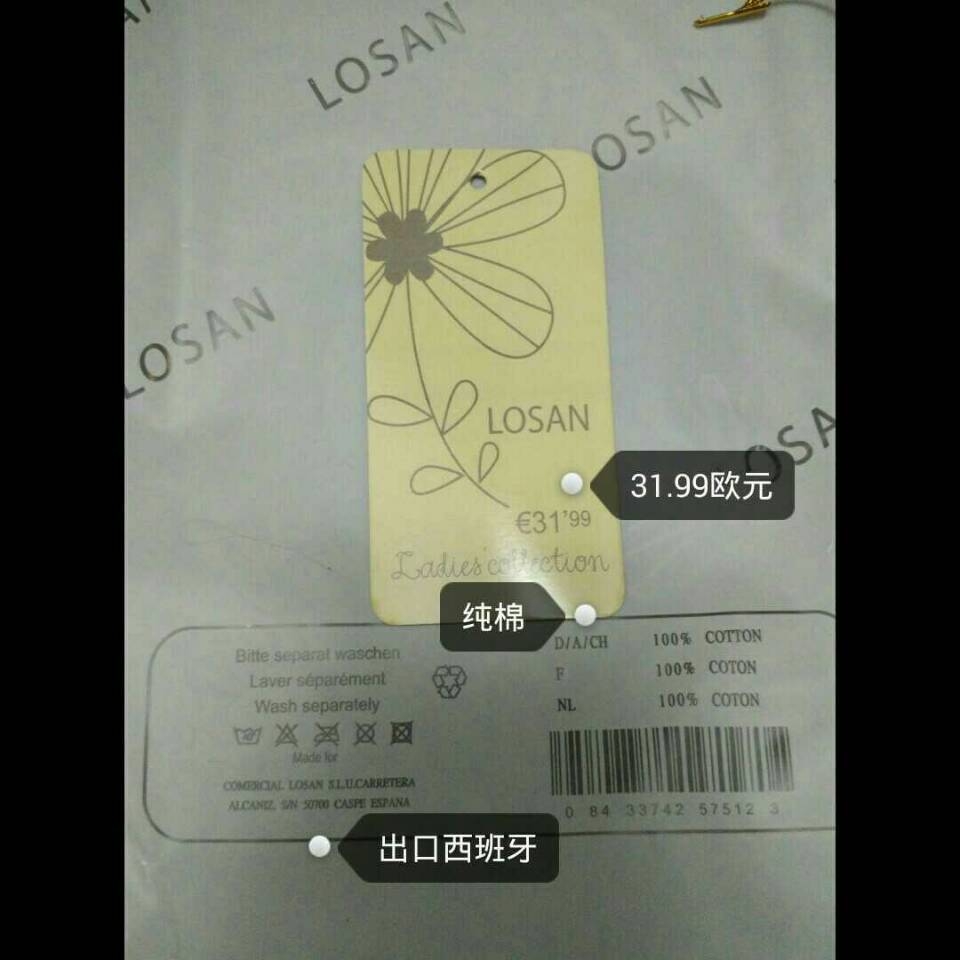 LOSAN
OSAN
LOSAN
OSA
LOSAN
31.99欧元
€31'99
Ladies' collection
纯棉
Bitte separat waschen
Laver séparément
Wash separately
Made for
COMERCIAL LOSAN S.L.U.CARRETERA
ALCANIZ, S/N 50700 CASPE ESPANA
D/A/CH 100% COTTON
F 100% COTON
NL 100% COTON
0 84 33742 57512 3
出口西班牙